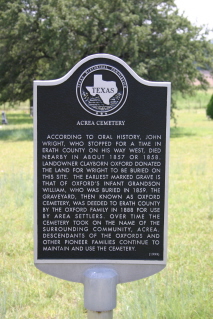 TEXAS
ACREA CEMETERY
ACCORDING TO ORAL HISTORY, JOHN
WRIGHT, WHO STOPPED FOR A TIME IN
ERATH COUNTY ON HIS WAY WEST, DIED
NEARBY IN ABOUT 1857 OR 1858.
LANDOWNER CLAYBORN OXFORD DONATED
THE LAND FOR WRIGHT TO BE BURIED ON
THIS SITE. THE EARLIEST MARKED GRAVE IS
THAT OF OXFORD'S INFANT GRANDSON
WILLIAM, WHO WAS BURIED IN 1859. THE
GRAVEYARD, THEN KNOWN AS OXFORD
CEMETERY, WAS DEEDED TO ERATH COUNTY
BY THE OXFORD FAMILY IN 1888 FOR USE
BY AREA SETTLERS. OVER TIME THE
CEMETERY TOOK ON THE NAME OF THE
SURROUNDING COMMUNITY, ACREA.
DESCENDANTS OF THE OXFORDS AND
OTHER PIONEER FAMILIES CONTINUE TO
MAINTAIN AND USE THE CEMETERY.